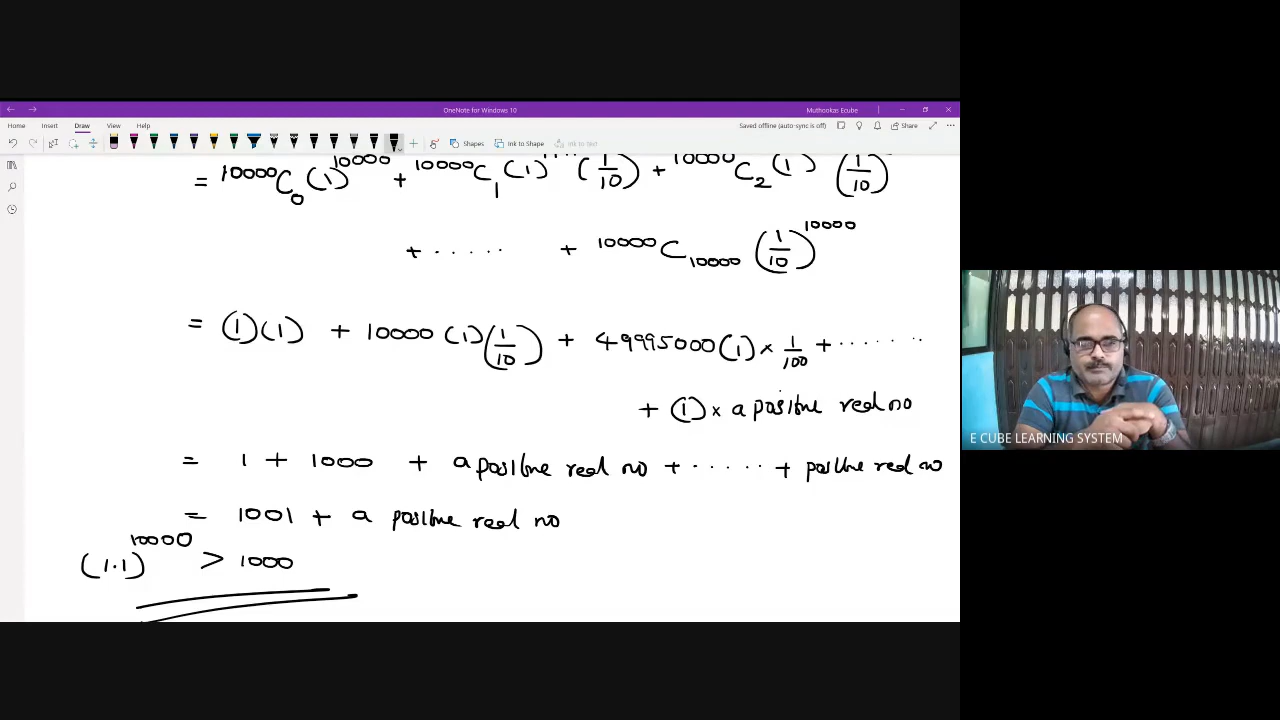 OneNote for Windows 10
Muthookas Ecube
Home Insert Draw View Help
Saved offline (auto-sync is off) Share
Shapes Ink to Shape Ink to Text
= 10000C0 (1)^10000 + 10000C1 (1) (1/10) + 10000C2 (1) (1/10)
+ ...... + 10000C10000 (1/10)^10000
= (1)(1) + 10000 (1)(1/10) + 49995000 (1) × 1/100 + .......
+ (1) × a positive real no
= 1 + 1000 + a positive real no + ...... + positive real no
= 1001 + a positive real no
(1.1)^10000 > 1000
E CUBE LEARNING SYSTEM